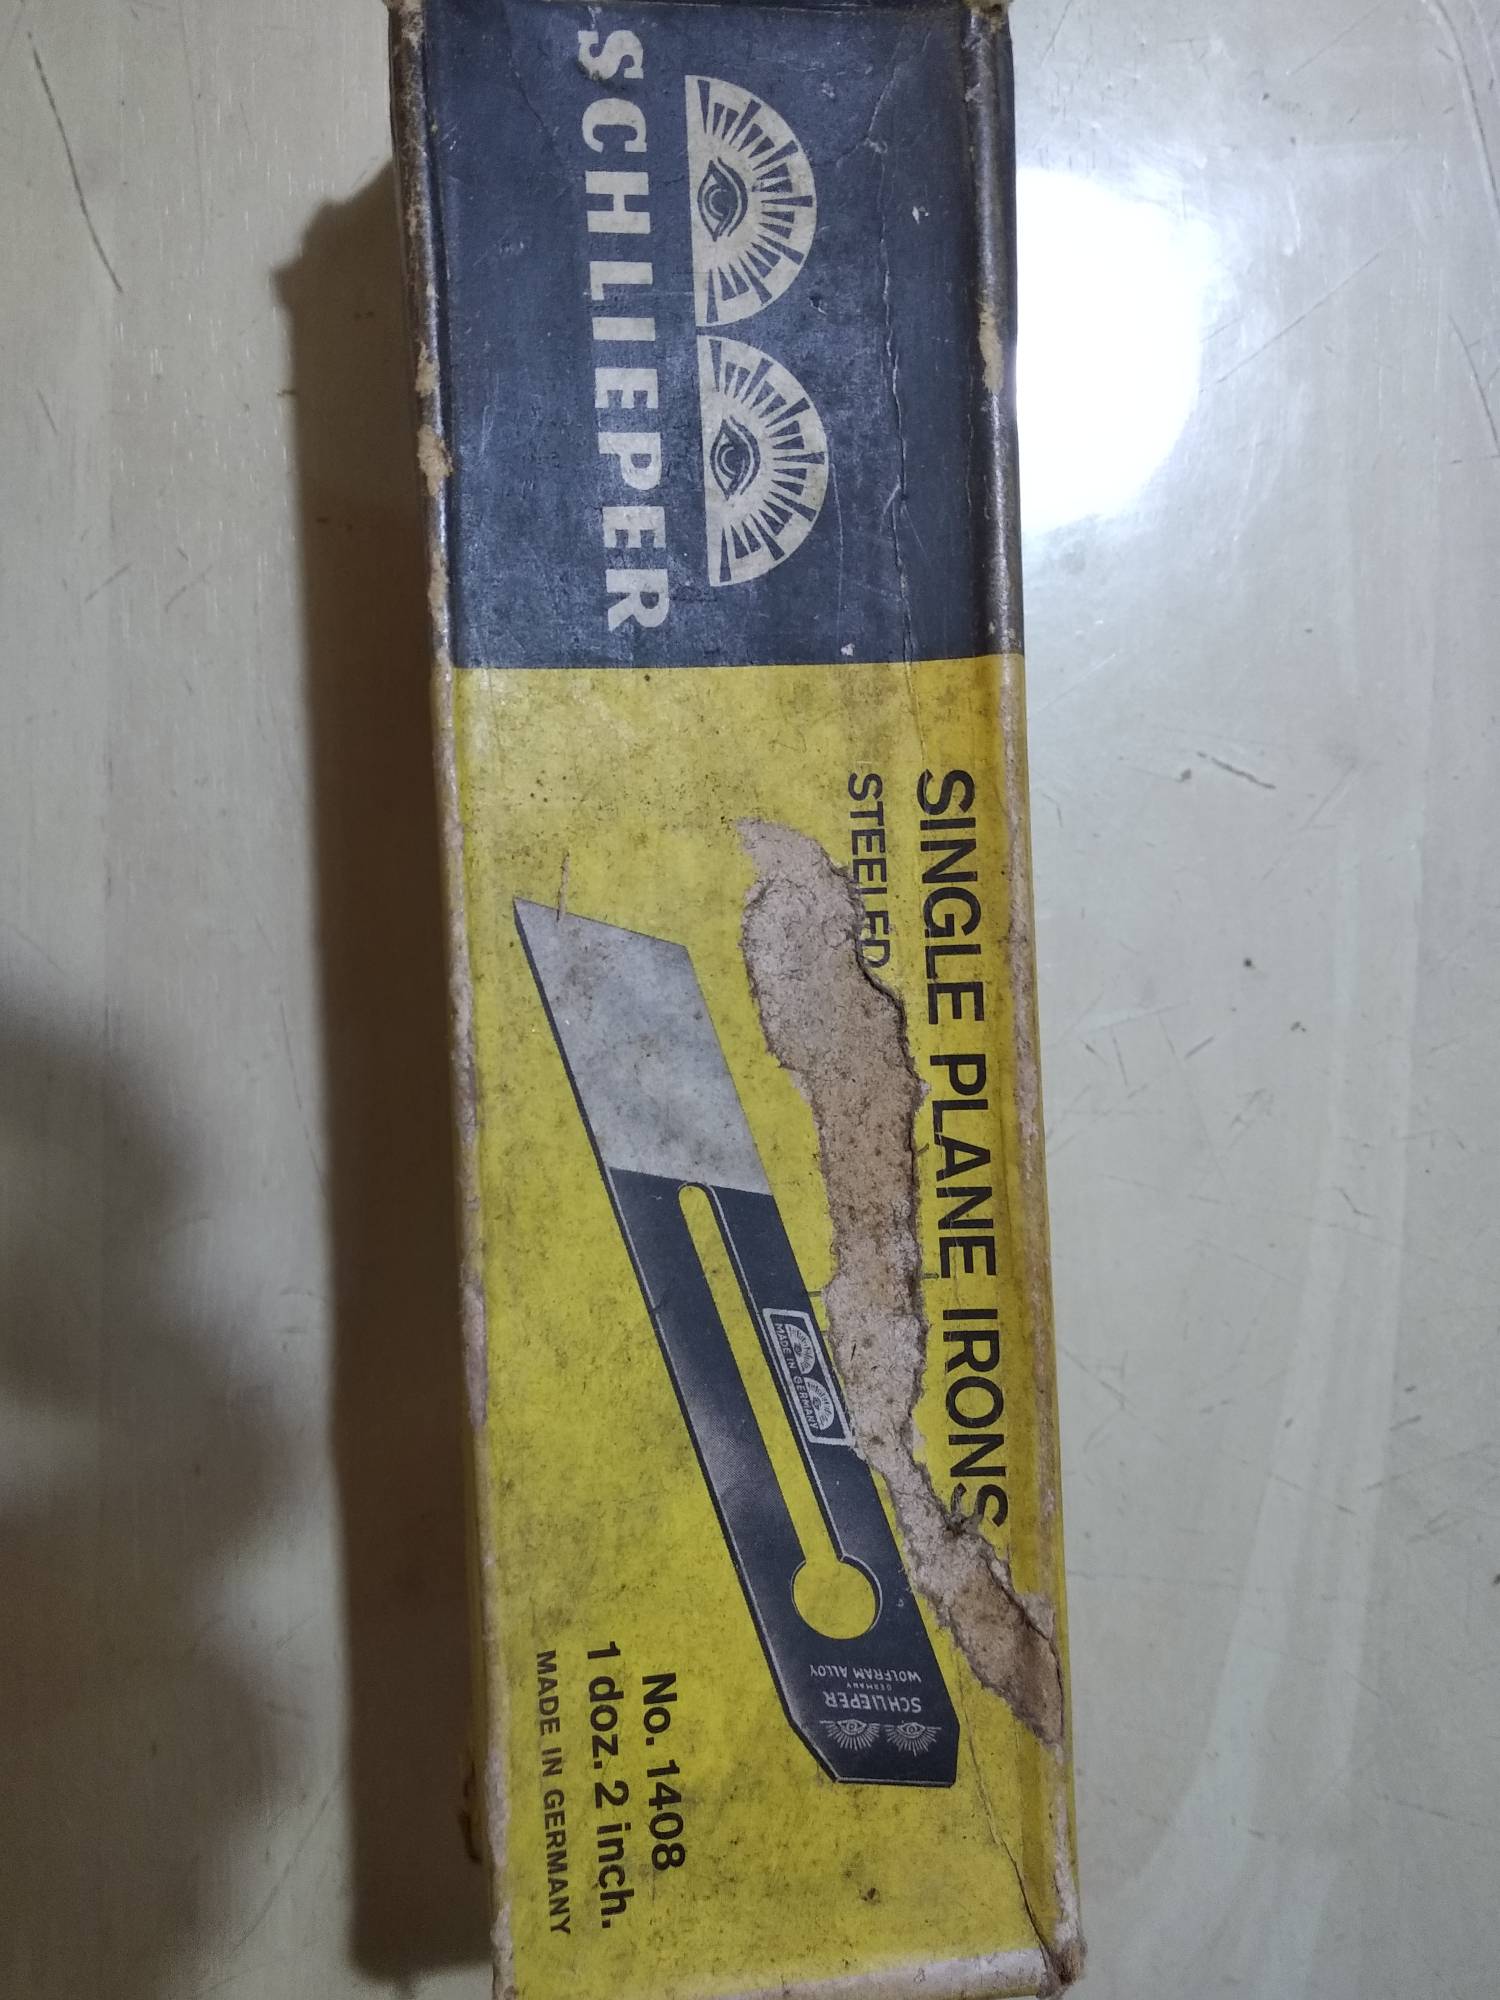 SCHLIEPER
SINGLE PLANE IRONS
STEELED
MADE IN GERMANY
WOLFRAM ALLOY
GERMANY
SCHLIEPER
No. 1408
1 doz. 2 inch.
MADE IN GERMANY